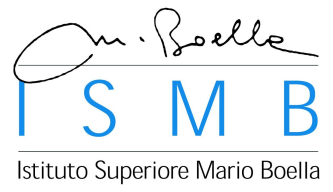 M. Boella
ISMB
Istituto Superiore Mario Boella